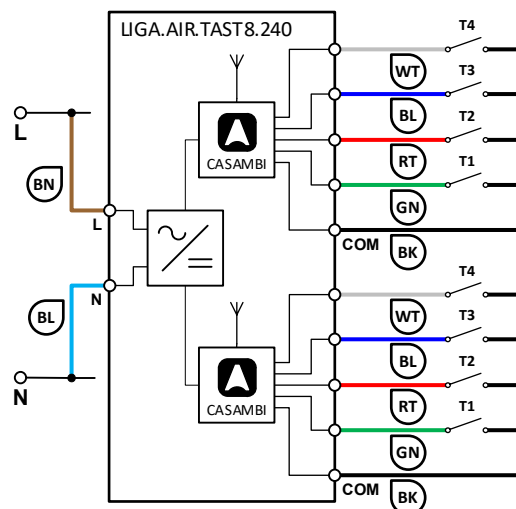 LIGA.AIR.TAST8.240
T4
WT
T3
BL
T2
RT
T1
GN
COM
BK
CASAMBI
L
BN
L
N
BL
N
T4
WT
T3
BL
T2
RT
T1
GN
COM
BK
CASAMBI